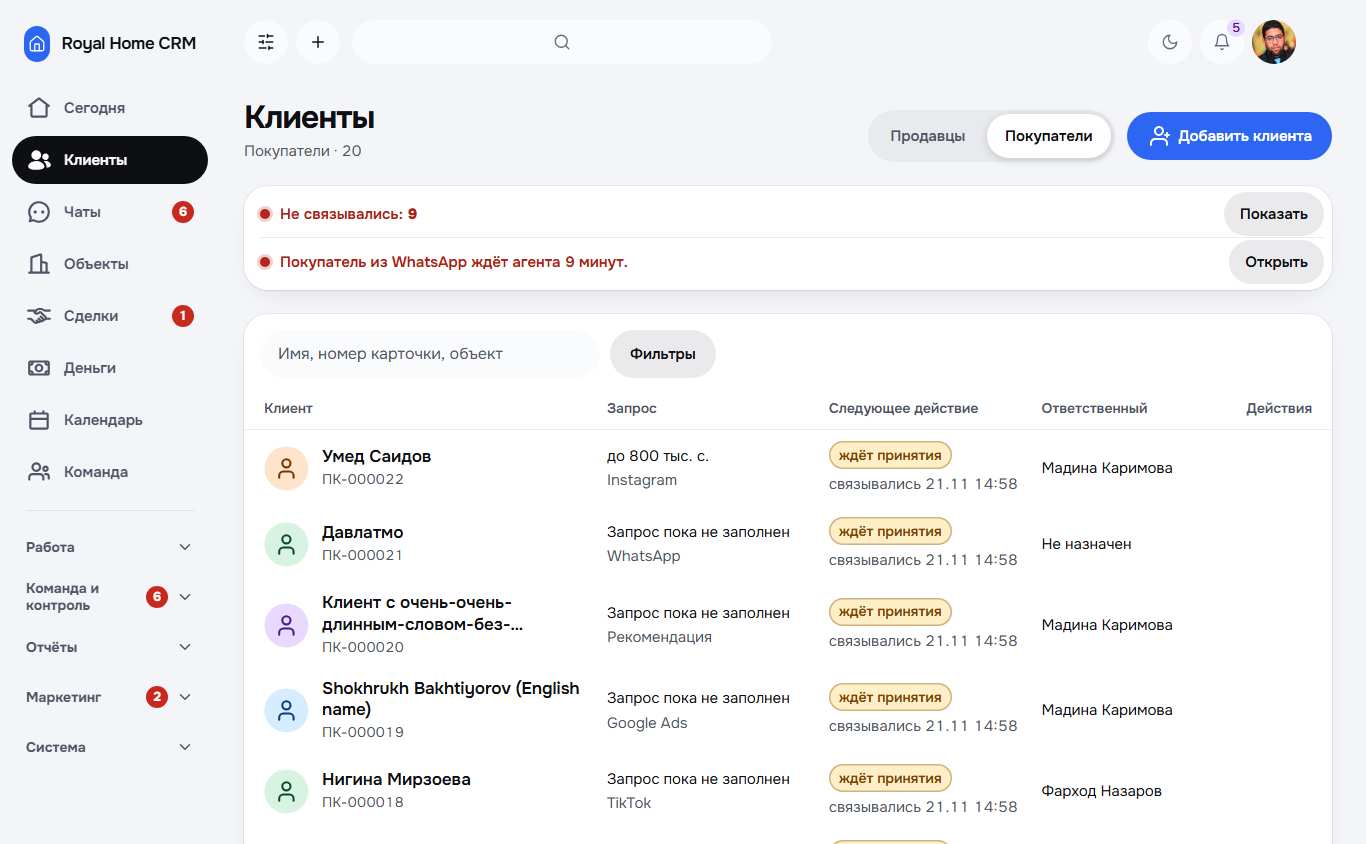 Royal Home CRM
5
Сегодня
Клиенты
Чаты 6
Объекты
Сделки 1
Деньги
Календарь
Команда
Работа
Команда и
контроль 6
Отчёты
Маркетинг 2
Система
Клиенты
Покупатели · 20
Продавцы Покупатели Добавить клиента
Не связывались: 9 Показать
Покупатель из WhatsApp ждёт агента 9 минут. Открыть
Имя, номер карточки, объект Фильтры
Клиент Запрос Следующее действие Ответственный Действия
Умед Саидов до 800 тыс. с. ждёт принятия Мадина Каримова
ПК-000022 Instagram связывались 21.11 14:58
Давлатмо Запрос пока не заполнен ждёт принятия Не назначен
ПК-000021 WhatsApp связывались 21.11 14:58
Клиент с очень-очень-
длинным-словом-без-... Запрос пока не заполнен ждёт принятия Мадина Каримова
ПК-000020 Рекомендация связывались 21.11 14:58
Shokhrukh Bakhtiyorov (English
name) Запрос пока не заполнен ждёт принятия Мадина Каримова
ПК-000019 Google Ads связывались 21.11 14:58
Нигина Мирзоева Запрос пока не заполнен ждёт принятия Фарход Назаров
ПК-000018 TikTok связывались 21.11 14:58